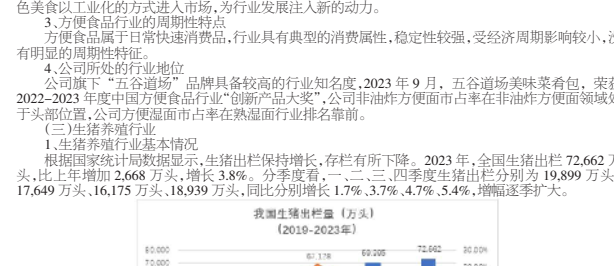 色美食以工业化的方式进入市场,为行业发展注入新的动力。
3、方便食品行业的周期性特点
方便食品属于日常快速消费品,行业具有典型的消费属性,稳定性较强,受经济周期影响较小,没
有明显的周期性特征。
4、公司所处的行业地位
公司旗下“五谷道场”品牌具备较高的行业知名度,2023 年 9 月,五谷道场美味菜肴包,荣获
2022-2023 年度中国方便食品行业“创新产品大奖”,公司非油炸方便面市占率在非油炸方便面领域处
于头部位置,公司方便湿面市占率在熟湿面行业排名靠前。
(三)生猪养殖行业
1、生猪养殖行业基本情况
根据国家统计局数据显示,生猪出栏保持增长,存栏有所下降。2023 年,全国生猪出栏 72,662 万
头,比上年增加 2,668 万头,增长 3.8%。分季度看,一、二、三、四季度生猪出栏分别为 19,899 万头、
17,649 万头、16,175 万头、18,939 万头,同比分别增长 1.7%、3.7%、4.7%、5.4%,增幅逐季扩大。
我国生猪出栏量(万头)
(2019-2023年)
80,000 67,128 69,995 72,662 30.00%
70,000